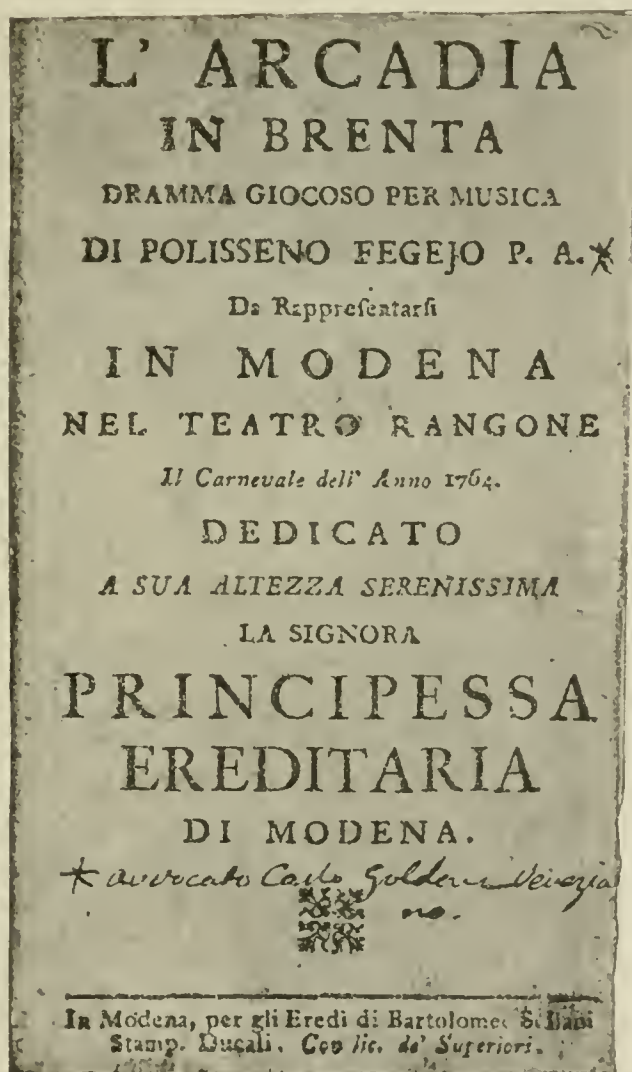 L' ARCADIA
IN BRENTA
DRAMMA GIOCOSO PER MUSICA
DI POLISSENO FEGEJO P. A.*
Da Rappresentarsi
IN MODENA
NEL TEATRO RANGONE
Il Carnevale dell' Anno 1764.
DEDICATO
A SUA ALTEZZA SERENISSIMA
LA SIGNORA
PRINCIPESSA
EREDITARIA
DI MODENA.
* avvocato Carlo Goldoni Venezia
no.
In Modena, per gli Eredi di Bartolomeo Soliani
Stamp. Ducali. Con lic. de' Superiori.